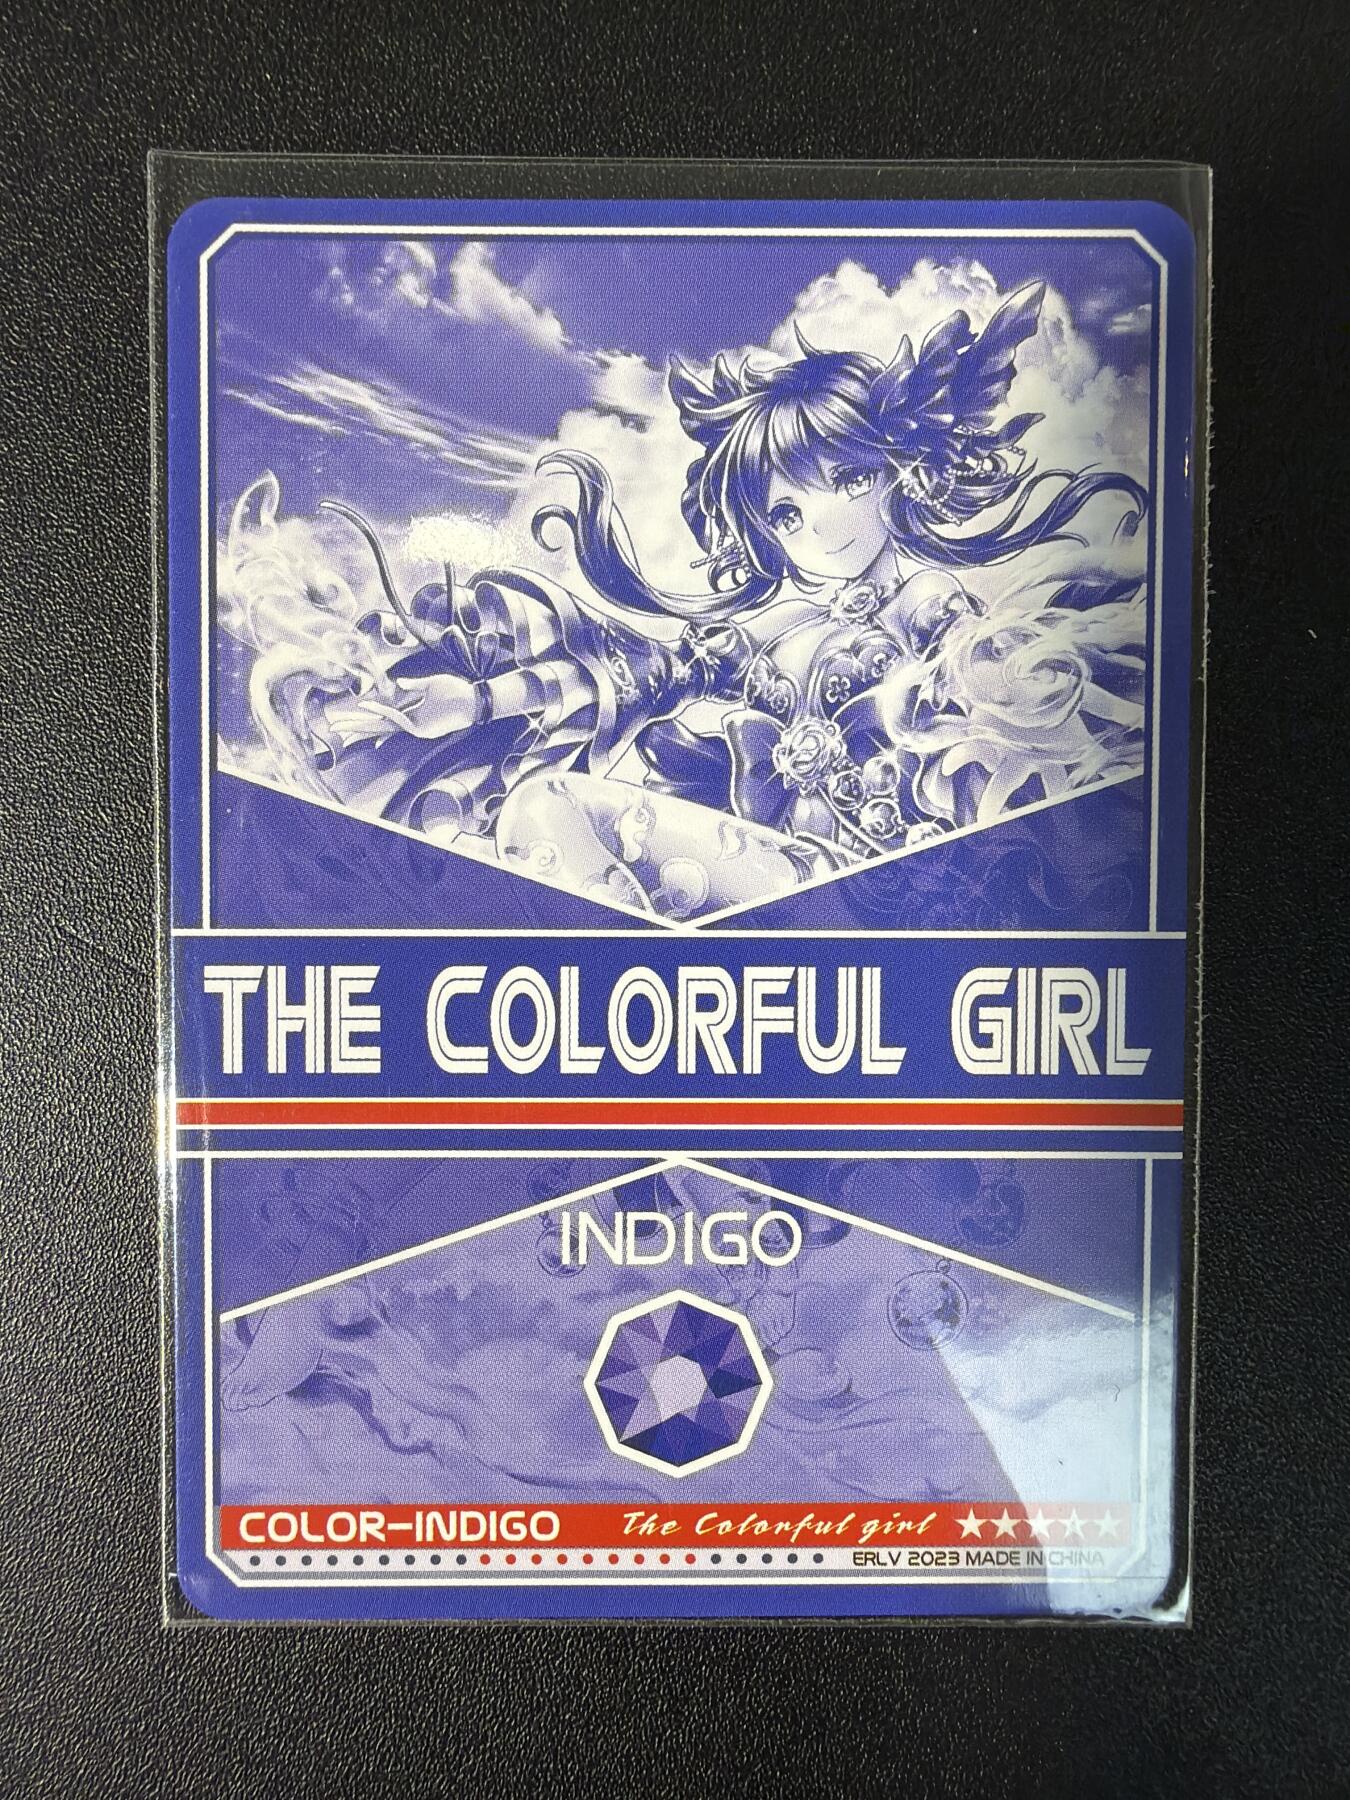 THE COLORFUL GIRL
INDIGO
COLOR-INDIGO The Colorful girl
ERLV 2023 MADE IN CHINA